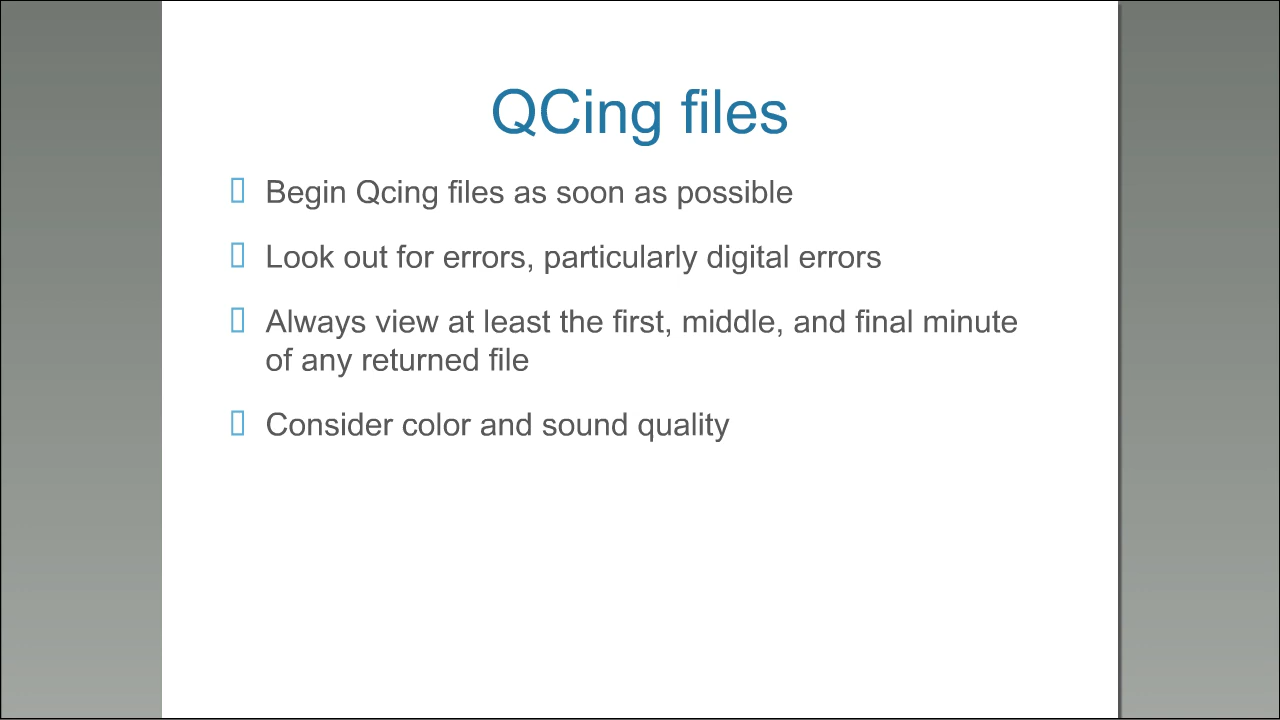 QCing files
Begin Qcing files as soon as possible
Look out for errors, particularly digital errors
Always view at least the first, middle, and final minute
of any returned file
Consider color and sound quality